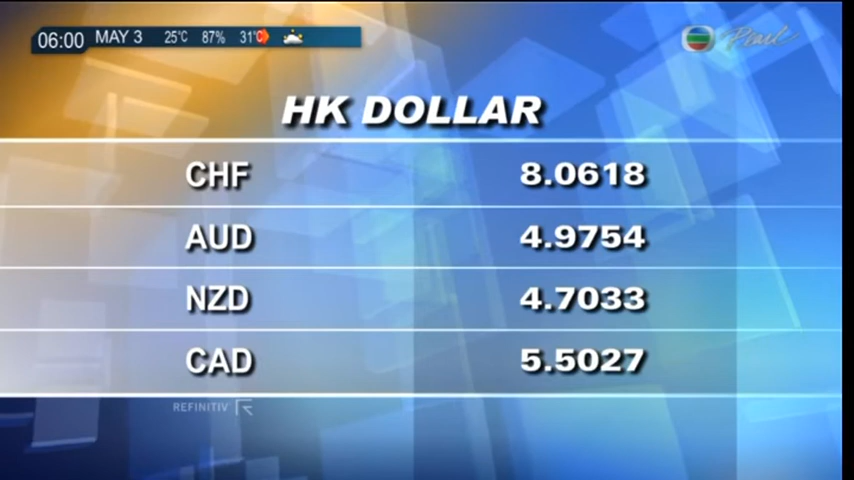 06:00 MAY 3 25℃ 87% 31℃ Pearl
HK DOLLAR
CHF 8.0618
AUD 4.9754
NZD 4.7033
CAD 5.5027
REFINITIV